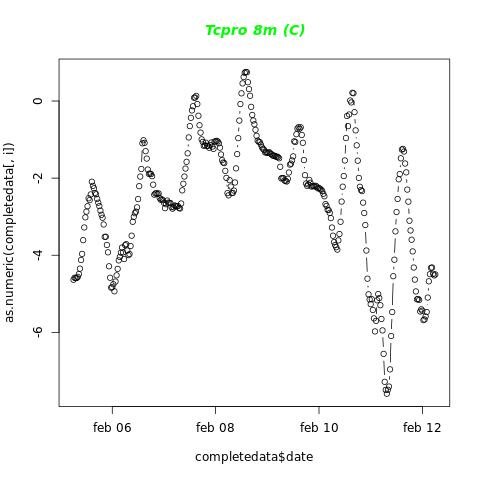 Tcpro 8m (C)
as.numeric(completedata[, i])
0
-2
-4
-6
feb 06
feb 08
feb 10
feb 12
completedata$date